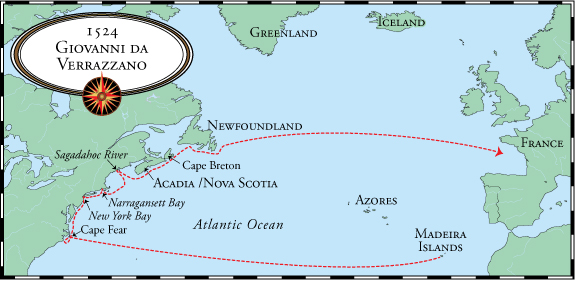 1524
GIOVANNI DA
VERRAZZANO
GREENLAND
ICELAND
NEWFOUNDLAND
FRANCE
Sagadahoc River
Cape Breton
ACADIA /NOVA SCOTIA
Narragansett Bay
New York Bay
Cape Fear
Atlantic Ocean
AZORES
MADEIRA
ISLANDS